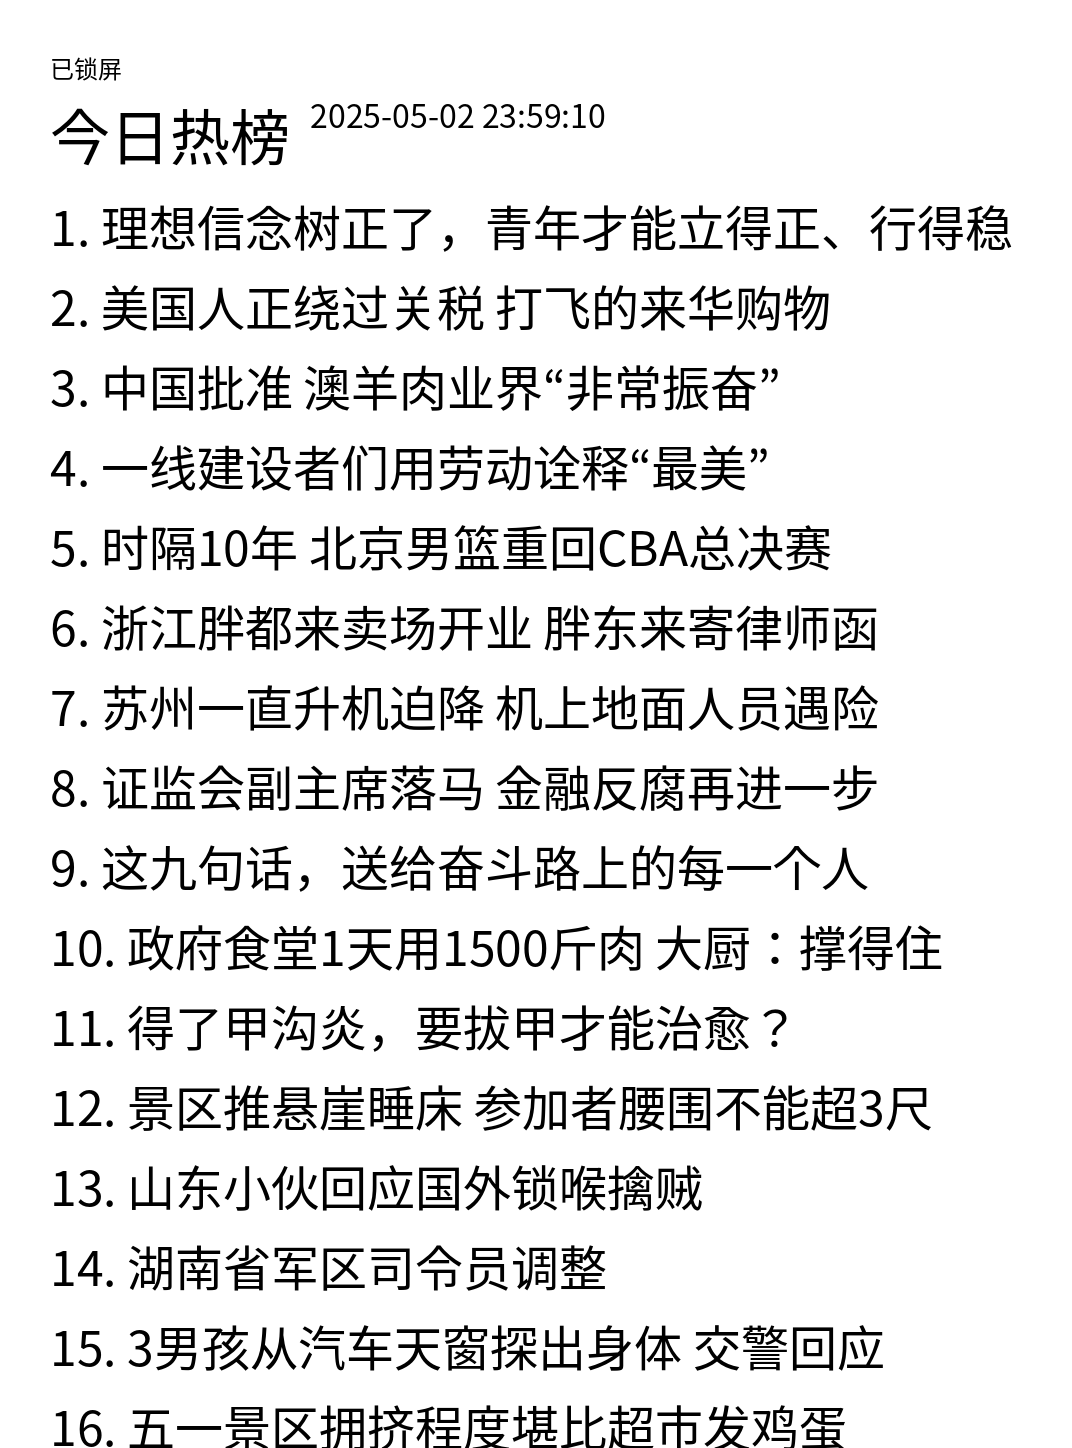 已锁屏
今日热榜 2025-05-02 23:59:10
1. 理想信念树正了，青年才能立得正、行得稳
2. 美国人正绕过关税 打飞的来华购物
3. 中国批准 澳羊肉业界“非常振奋”
4. 一线建设者们用劳动诠释“最美”
5. 时隔10年 北京男篮重回CBA总决赛
6. 浙江胖都来卖场开业 胖东来寄律师函
7. 苏州一直升机迫降 机上地面人员遇险
8. 证监会副主席落马 金融反腐再进一步
9. 这九句话，送给奋斗路上的每一个人
10. 政府食堂1天用1500斤肉 大厨：撑得住
11. 得了甲沟炎，要拔甲才能治愈？
12. 景区推悬崖睡床 参加者腰围不能超3尺
13. 山东小伙回应国外锁喉擒贼
14. 湖南省军区司令员调整
15. 3男孩从汽车天窗探出身体 交警回应
16. 五一景区拥挤程度堪比超市发鸡蛋